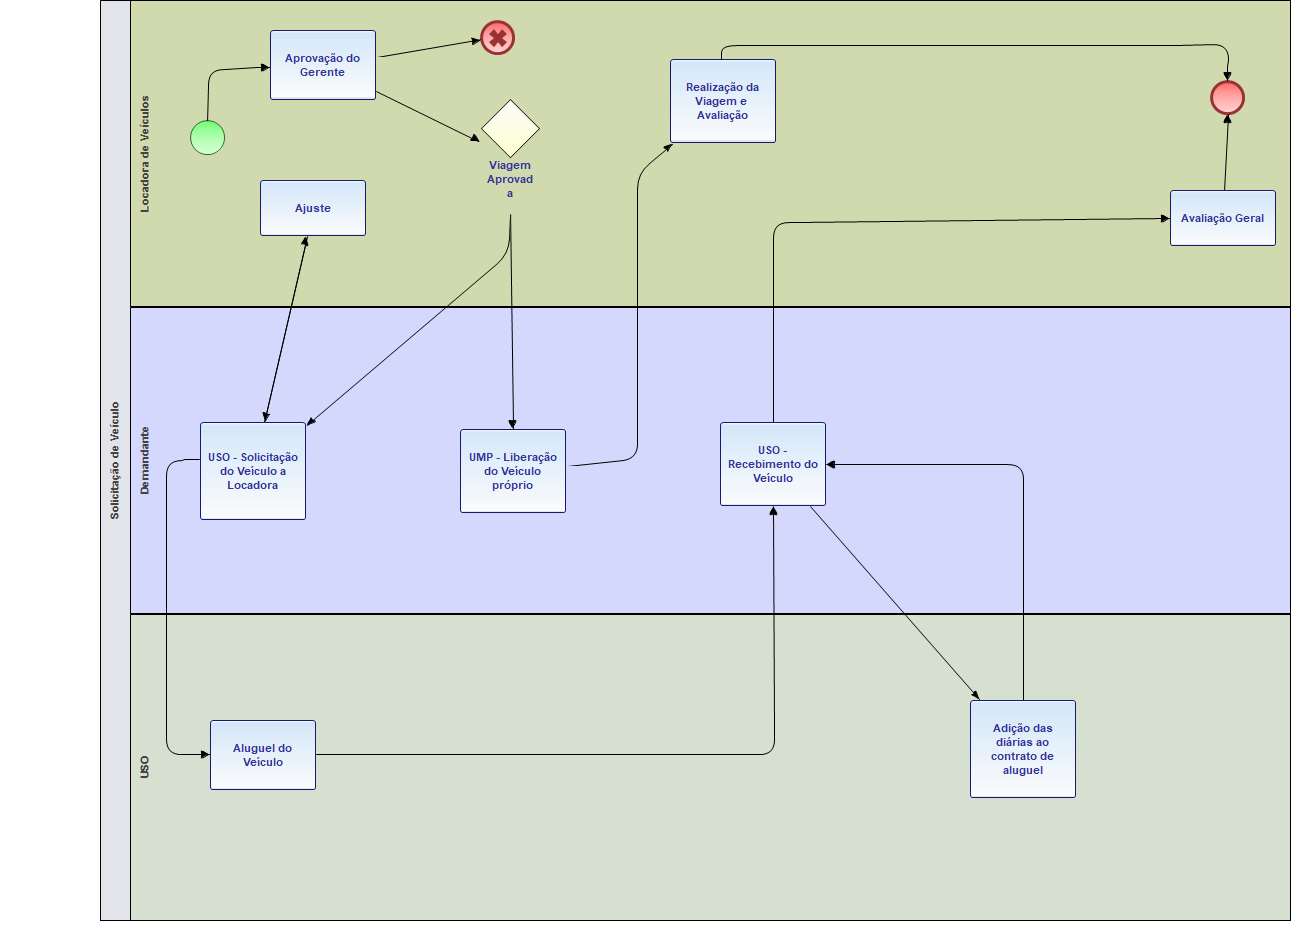 Solicitação de Veículo
Locadora de Veículos
Aprovação do
Gerente
Viagem
Aprovad
a
Ajuste
Realização da
Viagem e
Avaliação
Avaliação Geral
Demandante
USO - Solicitação
do Veículo a
Locadora
UMP - Liberação
do Veículo
próprio
USO -
Recebimento do
Veículo
USO
Aluguel do
Veículo
Adição das
diárias ao
contrato de
aluguel